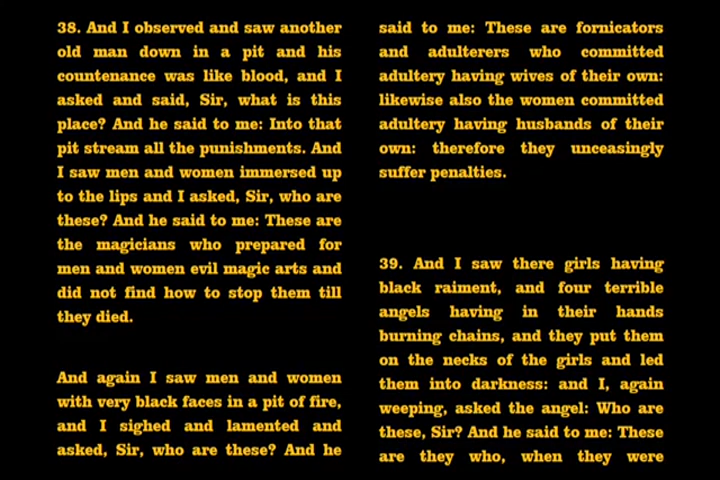 38. And I observed and saw another
old man down in a pit and his
countenance was like blood, and I
asked and said, Sir, what is this
place? And he said to me: Into that
pit stream all the punishments. And
I saw men and women immersed up
to the lips and I asked, Sir, who are
these? And he said to me: These are
the magicians who prepared for
men and women evil magic arts and
did not find how to stop them till
they died.
And again I saw men and women
with very black faces in a pit of fire,
and I sighed and lamented and
asked, Sir, who are these? And he
said to me: These are fornicators
and adulterers who committed
adultery having wives of their own:
likewise also the women committed
adultery having husbands of their
own: therefore they unceasingly
suffer penalties.
39. And I saw there girls having
black raiment, and four terrible
angels having in their hands
burning chains, and they put them
on the necks of the girls and led
them into darkness: and I, again
weeping, asked the angel: Who are
these, Sir? And he said to me: These
are they who, when they were